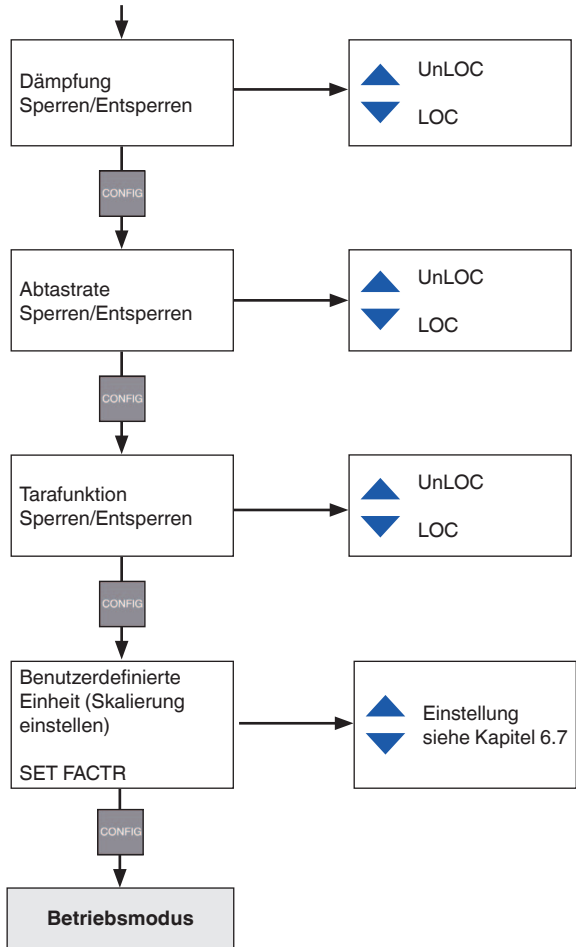 Dämpfung
Sperren/Entsperren
UnLOC
LOC
CONFIG
Abtastrate
Sperren/Entsperren
UnLOC
LOC
CONFIG
Tarafunktion
Sperren/Entsperren
UnLOC
LOC
CONFIG
Benutzerdefinierte
Einheit (Skalierung
einstellen)
SET FACTR
Einstellung
siehe Kapitel 6.7
CONFIG
Betriebsmodus